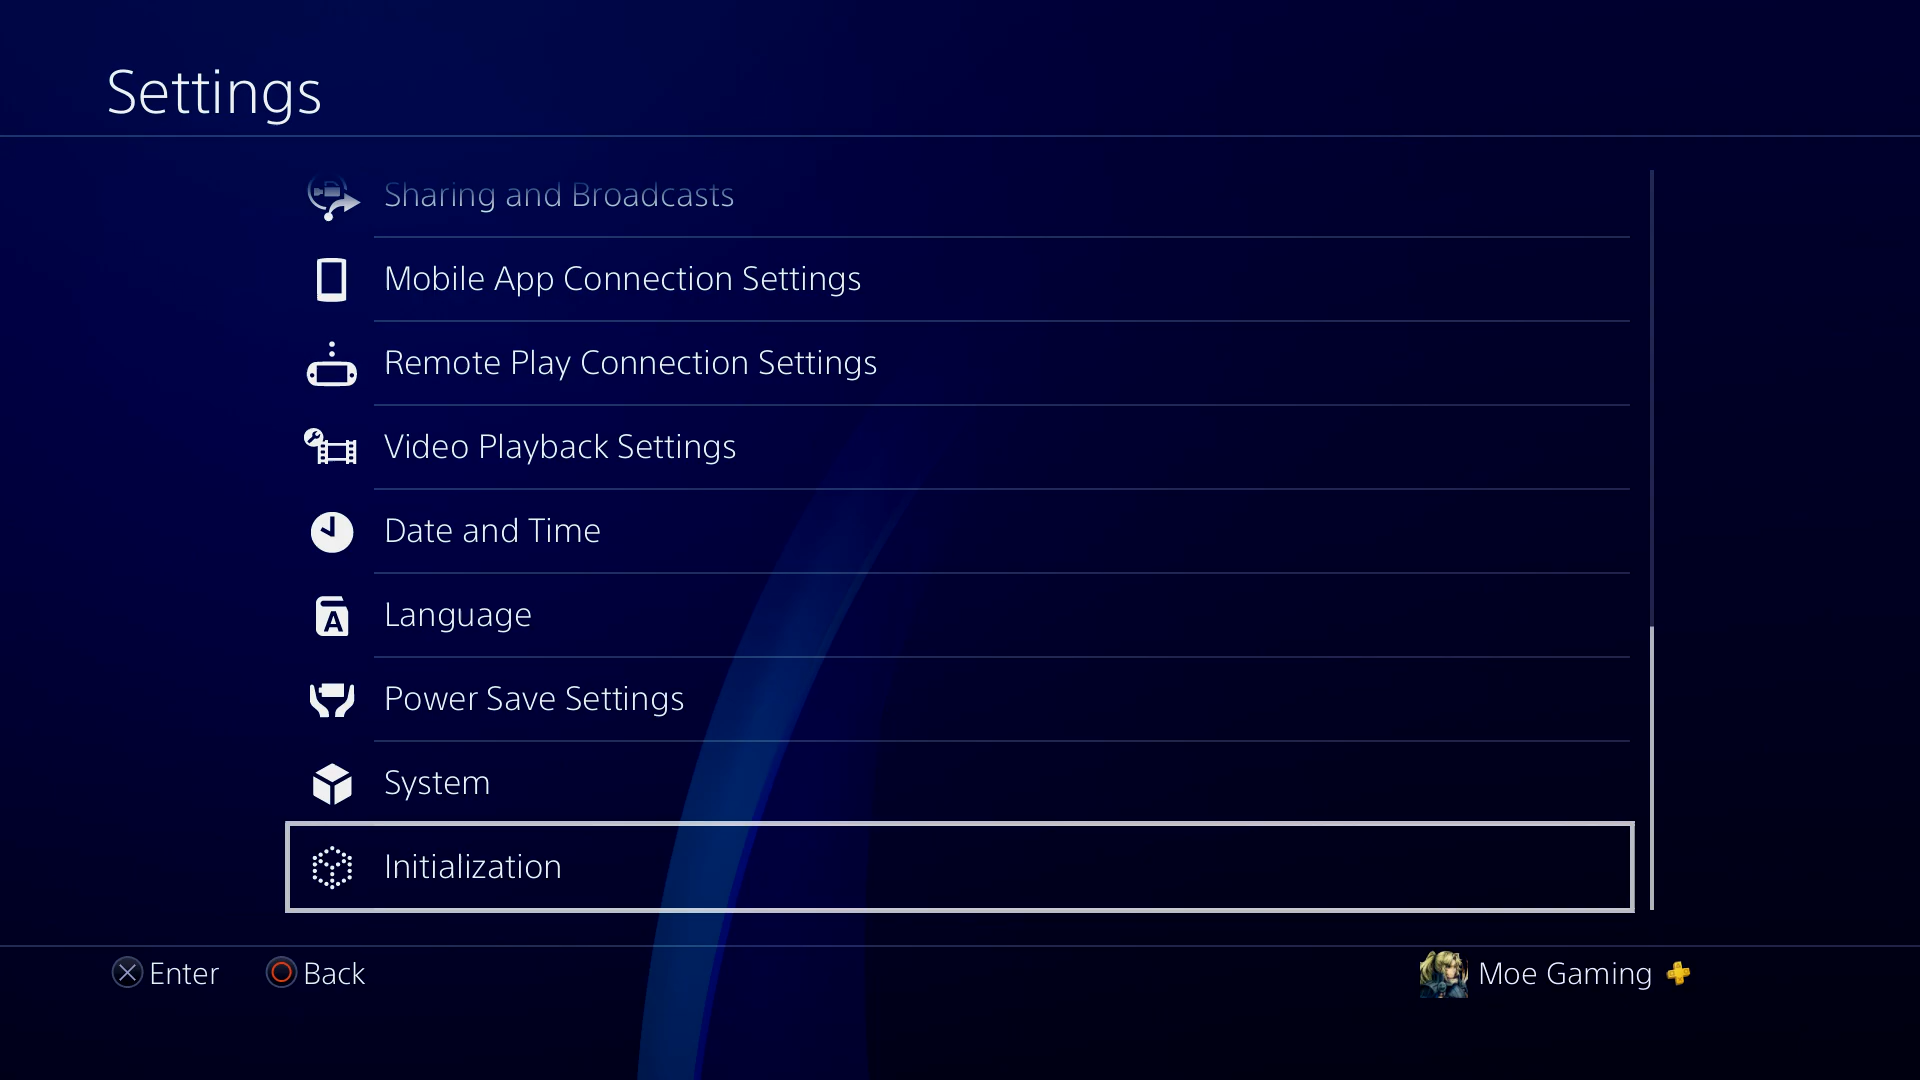 Settings
Sharing and Broadcasts
Mobile App Connection Settings
Remote Play Connection Settings
Video Playback Settings
Date and Time
A Language
Power Save Settings
System
Initialization
Enter Back Moe Gaming